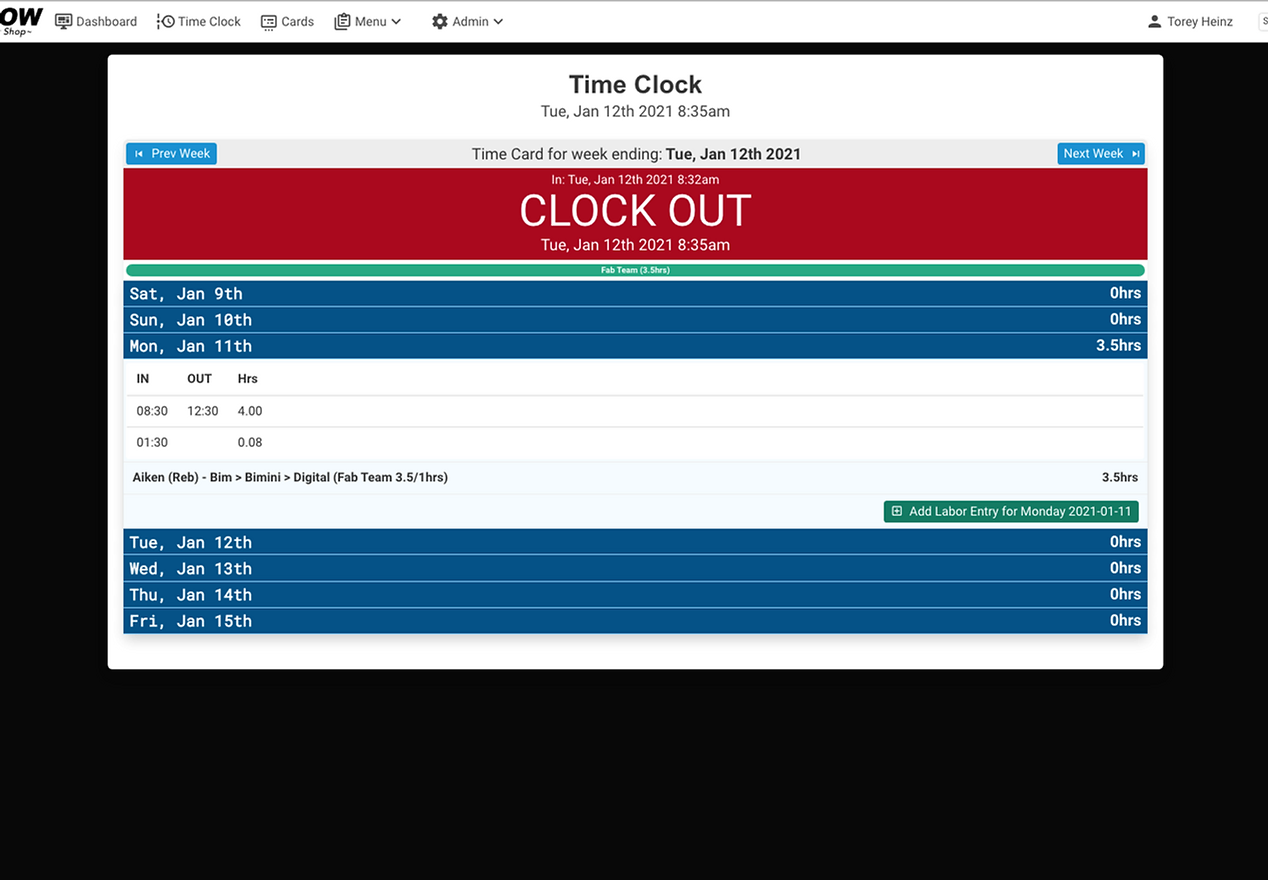 OW Dashboard Time Clock Cards Menu Admin Torey Heinz S
Shop~
Time Clock
Tue, Jan 12th 2021 8:35am
Prev Week Time Card for week ending: Tue, Jan 12th 2021 Next Week
In: Tue, Jan 12th 2021 8:32am
CLOCK OUT
Tue, Jan 12th 2021 8:35am
Fab Team (3.5hrs)
Sat, Jan 9th 0hrs
Sun, Jan 10th 0hrs
Mon, Jan 11th 3.5hrs
IN OUT Hrs
08:30 12:30 4.00
01:30 0.08
Aiken (Reb) - Bim > Bimini > Digital (Fab Team 3.5/1hrs) 3.5hrs
Add Labor Entry for Monday 2021-01-11
Tue, Jan 12th 0hrs
Wed, Jan 13th 0hrs
Thu, Jan 14th 0hrs
Fri, Jan 15th 0hrs